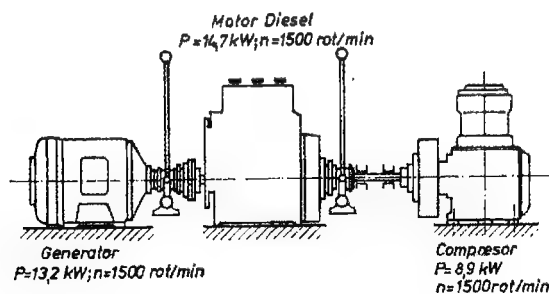 Motor Diesel
P=14,7 kW; n=1500 rot/min
Generator
P=13,2 kW; n=1500 rot/min
Compresor
P=8,9 kW
n=1500 rot/min